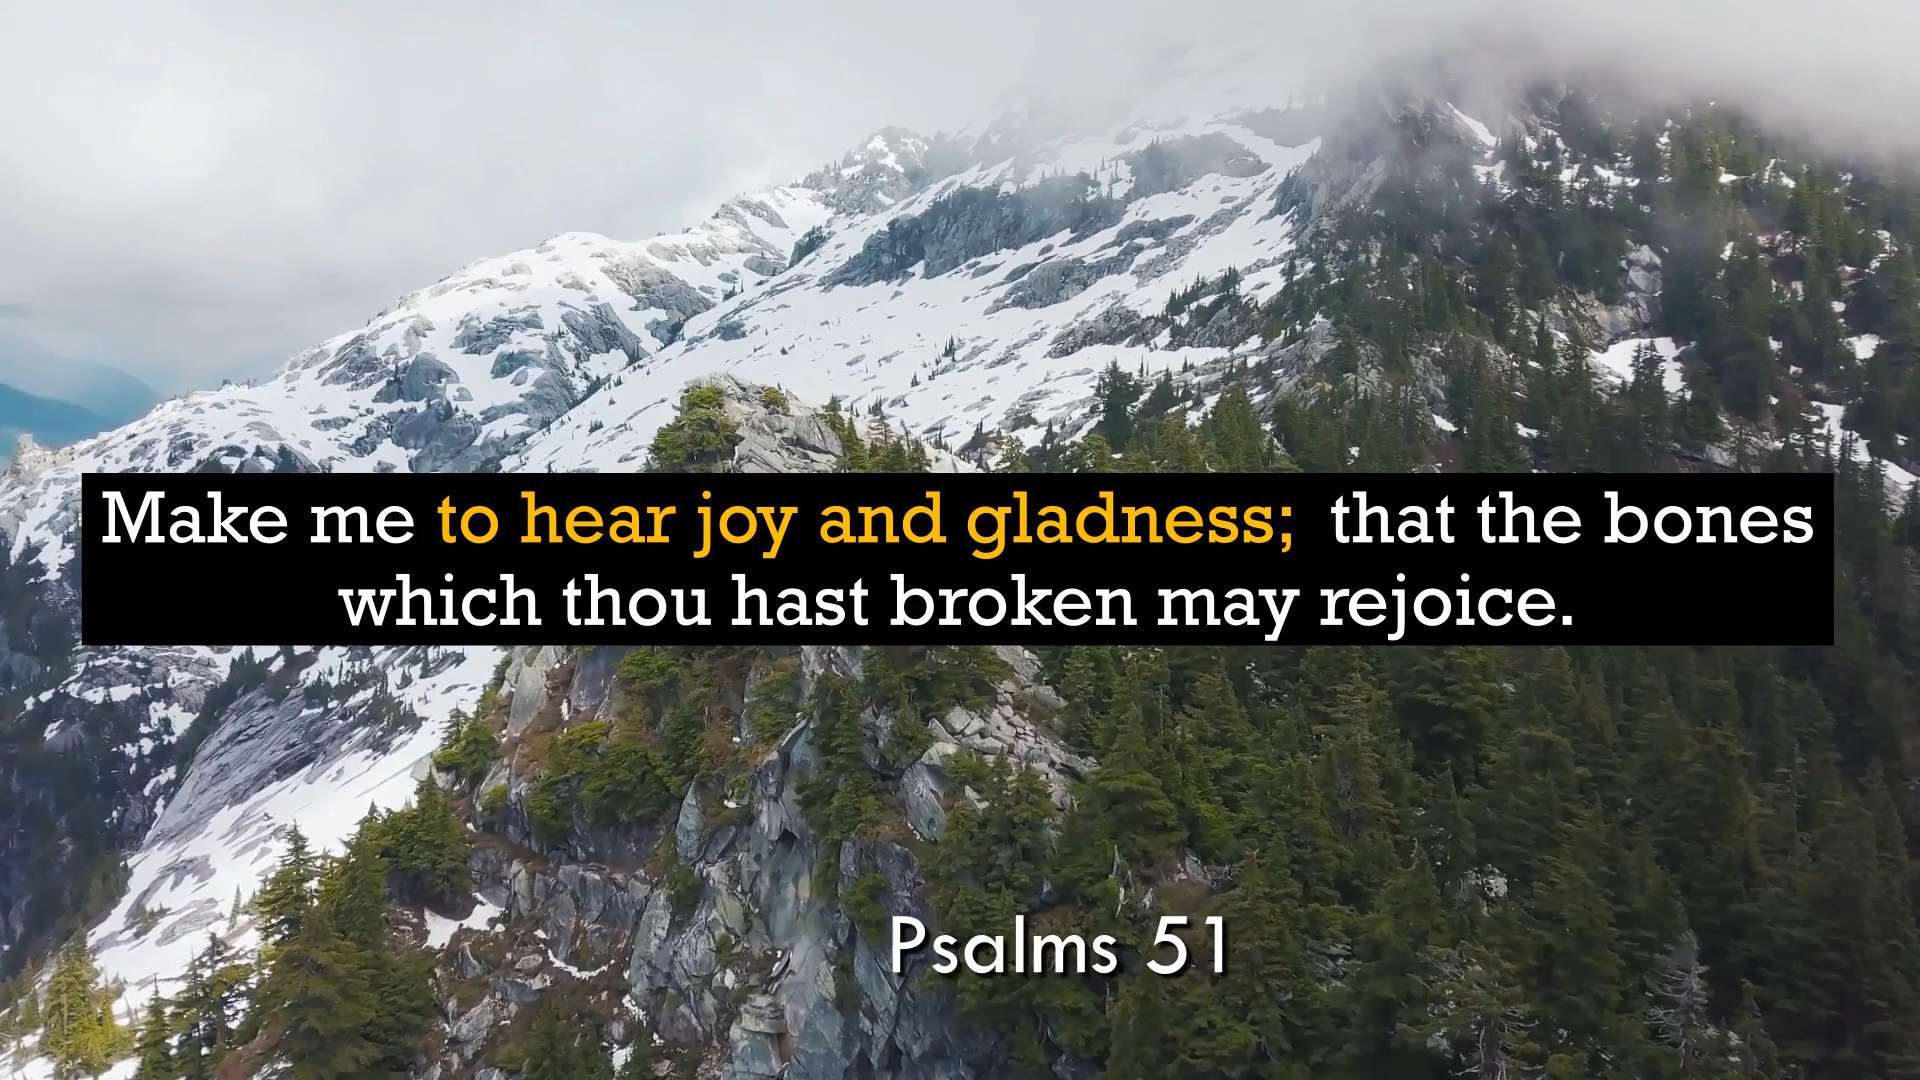 Make me to hear joy and gladness; that the bones
which thou hast broken may rejoice.
Psalms 51